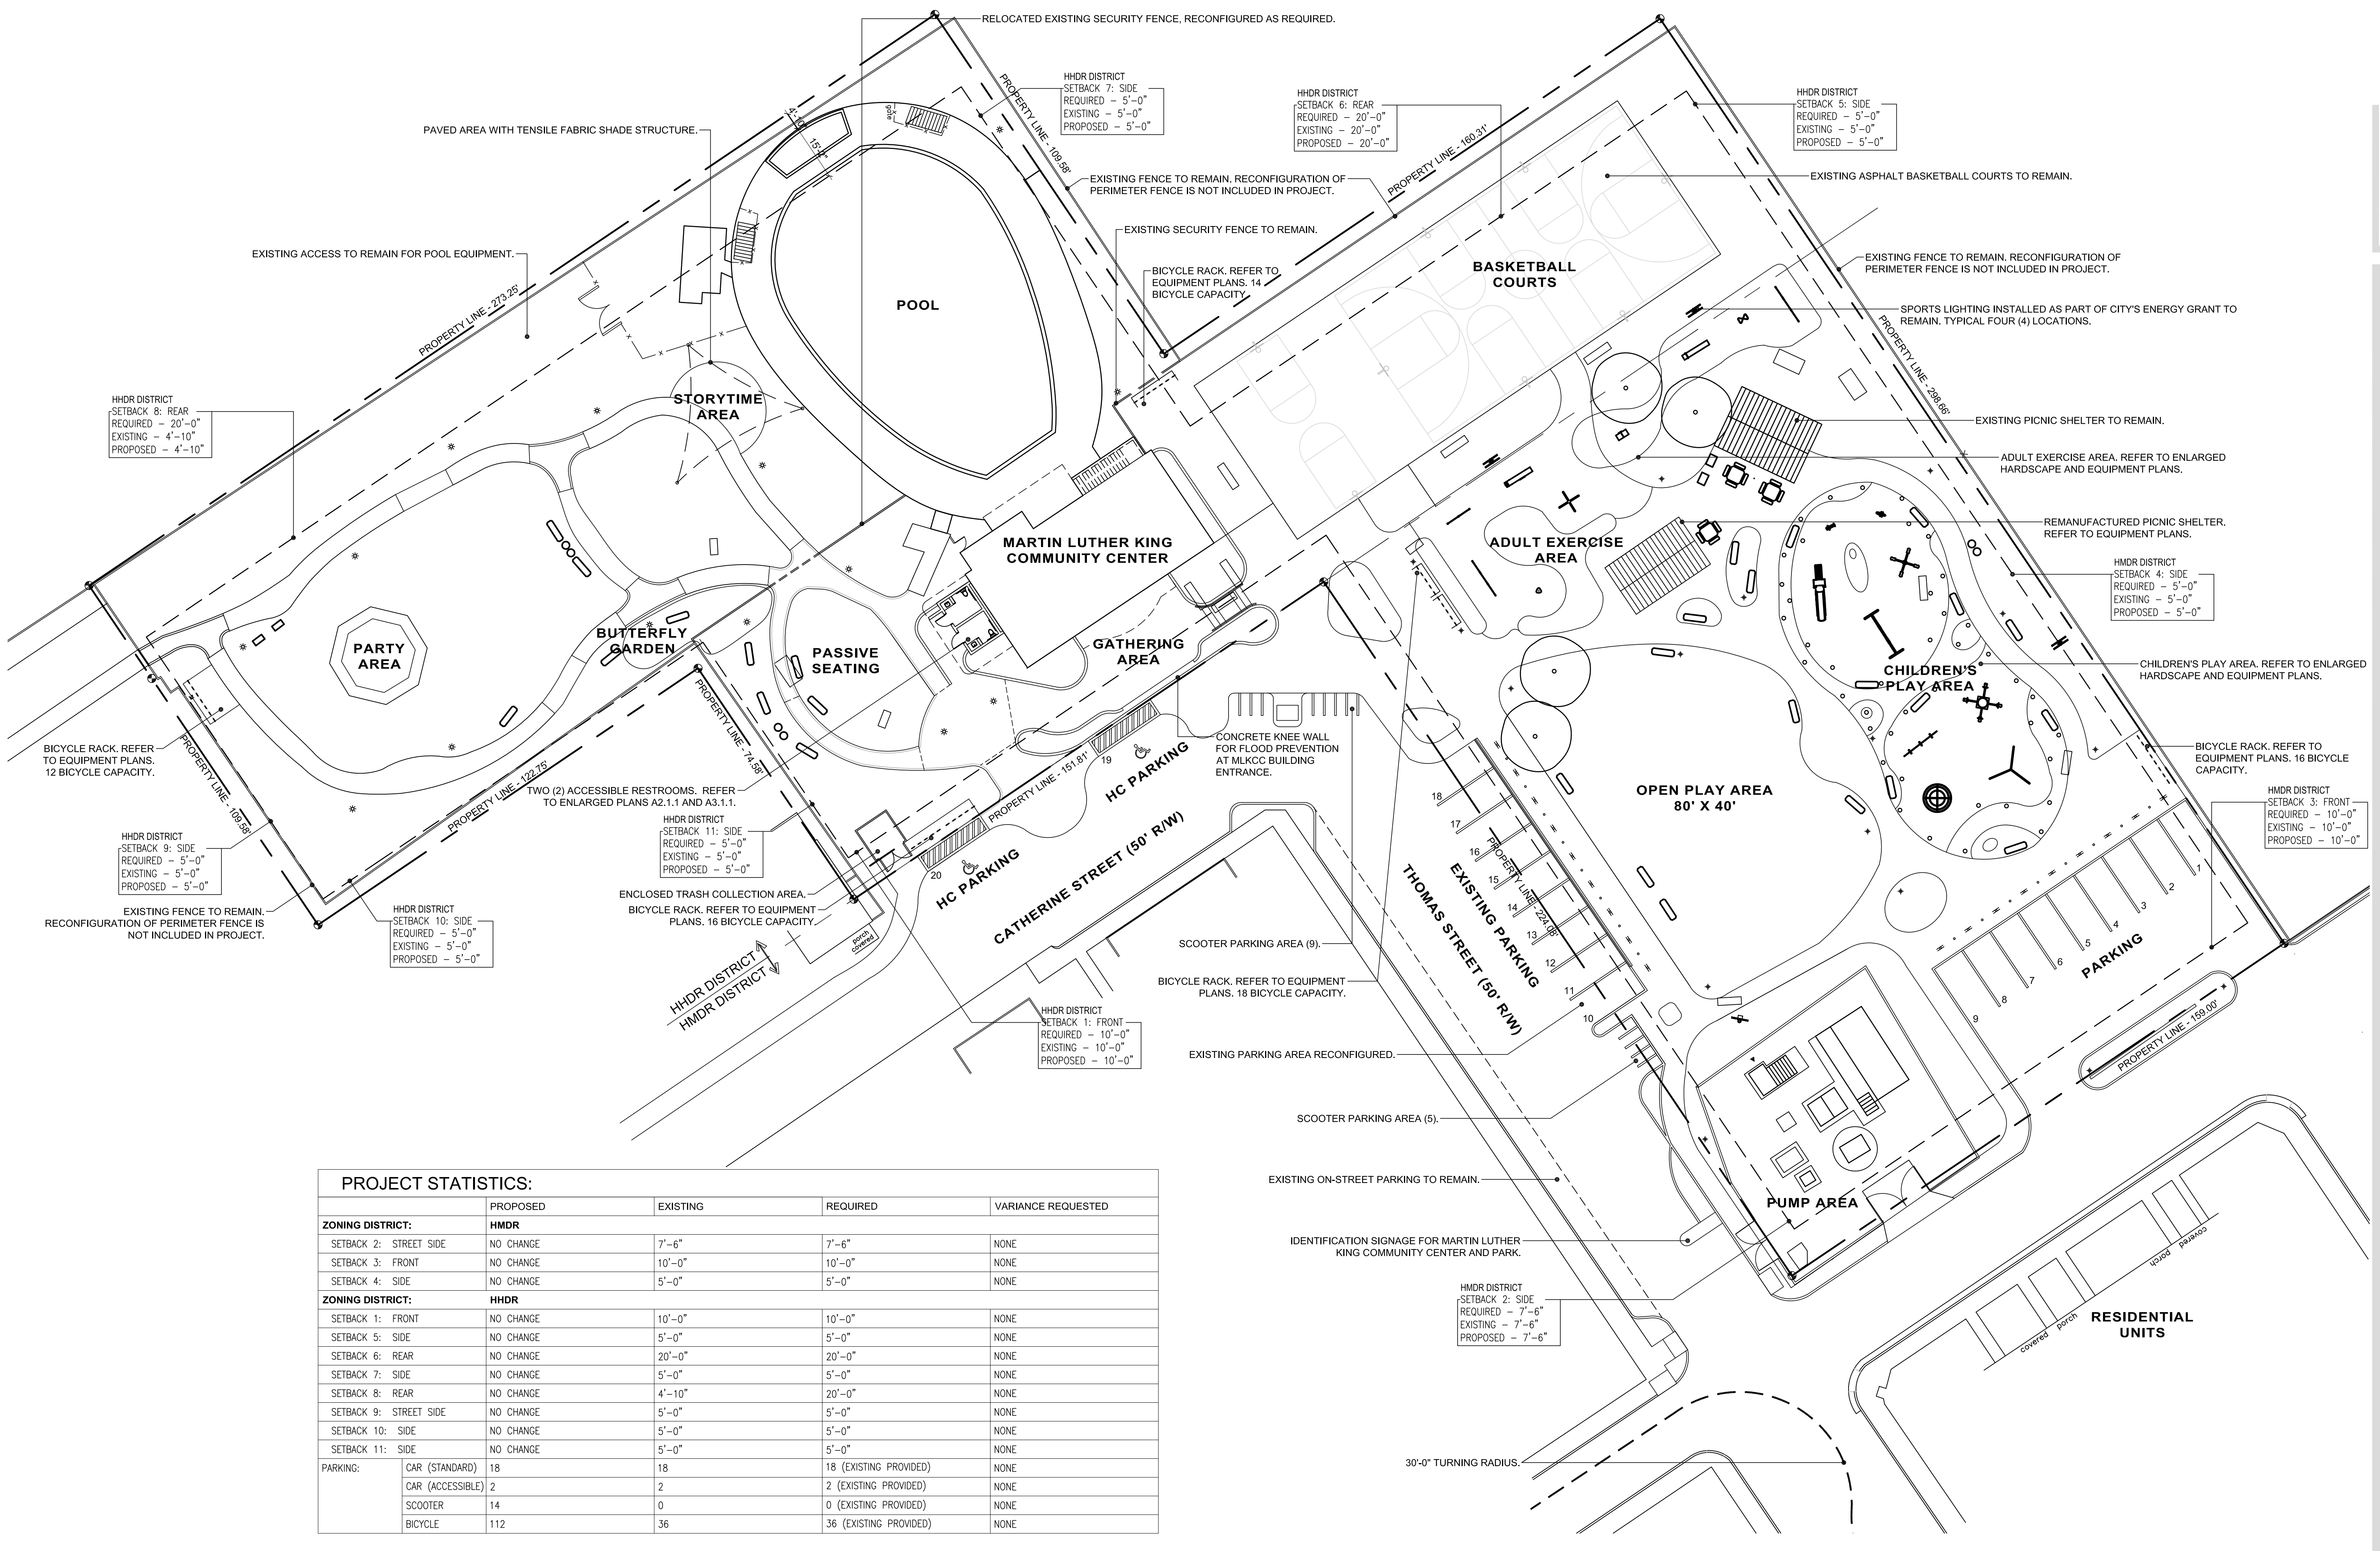 RELOCATED EXISTING SECURITY FENCE, RECONFIGURED AS REQUIRED.
HHDR DISTRICT
SETBACK 7: SIDE
REQUIRED – 5'–0"
EXISTING – 5'–0"
PROPOSED – 5'–0"
PROPERTY LINE - 109.58'
HHDR DISTRICT
SETBACK 6: REAR
REQUIRED – 20'–0"
EXISTING – 20'–0"
PROPOSED – 20'–0"
PROPERTY LINE - 160.31'
HHDR DISTRICT
SETBACK 5: SIDE
REQUIRED – 5'–0"
EXISTING – 5'–0"
PROPOSED – 5'–0"
PAVED AREA WITH TENSILE FABRIC SHADE STRUCTURE.
4'-10"
15'-2"
gate
EXISTING FENCE TO REMAIN. RECONFIGURATION OF
PERIMETER FENCE IS NOT INCLUDED IN PROJECT.
EXISTING ASPHALT BASKETBALL COURTS TO REMAIN.
EXISTING SECURITY FENCE TO REMAIN.
EXISTING ACCESS TO REMAIN FOR POOL EQUIPMENT.
BICYCLE RACK. REFER TO
EQUIPMENT PLANS. 14
BICYCLE CAPACITY.
BASKETBALL
COURTS
EXISTING FENCE TO REMAIN. RECONFIGURATION OF
PERIMETER FENCE IS NOT INCLUDED IN PROJECT.
POOL
PROPERTY LINE - 273.25'
SPORTS LIGHTING INSTALLED AS PART OF CITY'S ENERGY GRANT TO
REMAIN. TYPICAL FOUR (4) LOCATIONS.
PROPERTY LINE - 298.66'
HHDR DISTRICT
SETBACK 8: REAR
REQUIRED – 20'–0"
EXISTING – 4'–10"
PROPOSED – 4'–10"
STORYTIME
AREA
EXISTING PICNIC SHELTER TO REMAIN.
ADULT EXERCISE AREA. REFER TO ENLARGED
HARDSCAPE AND EQUIPMENT PLANS.
MARTIN LUTHER KING
COMMUNITY CENTER
ADULT EXERCISE
AREA
REMANUFACTURED PICNIC SHELTER.
REFER TO EQUIPMENT PLANS.
HMDR DISTRICT
SETBACK 4: SIDE
REQUIRED – 5'–0"
EXISTING – 5'–0"
PROPOSED – 5'–0"
PARTY
AREA
BUTTERFLY
GARDEN
PASSIVE
SEATING
GATHERING
AREA
CHILDREN'S
PLAY AREA
CHILDREN'S PLAY AREA. REFER TO ENLARGED
HARDSCAPE AND EQUIPMENT PLANS.
BICYCLE RACK. REFER
TO EQUIPMENT PLANS.
12 BICYCLE CAPACITY.
PROPERTY LINE - 109.58'
PROPERTY LINE - 122.75'
PROPERTY LINE - 74.58'
TWO (2) ACCESSIBLE RESTROOMS. REFER
TO ENLARGED PLANS A2.1.1 AND A3.1.1.
PROPERTY LINE - 151.81'
19
HC PARKING
CONCRETE KNEE WALL
FOR FLOOD PREVENTION
AT MLKCC BUILDING
ENTRANCE.
OPEN PLAY AREA
80' X 40'
BICYCLE RACK. REFER TO
EQUIPMENT PLANS. 16 BICYCLE
CAPACITY.
HMDR DISTRICT
SETBACK 3: FRONT
REQUIRED – 10'–0"
EXISTING – 10'–0"
PROPOSED – 10'–0"
HHDR DISTRICT
SETBACK 9: SIDE
REQUIRED – 5'–0"
EXISTING – 5'–0"
PROPOSED – 5'–0"
HHDR DISTRICT
SETBACK 11: SIDE
REQUIRED – 5'–0"
EXISTING – 5'–0"
PROPOSED – 5'–0"
20
HC PARKING
CATHERINE STREET (50' R/W)
18
17
16
15
14
13
12
11
10
PROPERTY LINE - 224.08'
EXISTING PARKING
THOMAS STREET (50' R/W)
1
2
3
4
5
6
7
8
9
PARKING
ENCLOSED TRASH COLLECTION AREA.
BICYCLE RACK. REFER TO EQUIPMENT
PLANS. 16 BICYCLE CAPACITY.
EXISTING FENCE TO REMAIN.
RECONFIGURATION OF PERIMETER FENCE IS
NOT INCLUDED IN PROJECT.
HHDR DISTRICT
SETBACK 10: SIDE
REQUIRED – 5'–0"
EXISTING – 5'–0"
PROPOSED – 5'–0"
porch
covered
HHDR DISTRICT
HMDR DISTRICT
SCOOTER PARKING AREA (9).
BICYCLE RACK. REFER TO EQUIPMENT
PLANS. 18 BICYCLE CAPACITY.
HHDR DISTRICT
SETBACK 1: FRONT
REQUIRED – 10'–0"
EXISTING – 10'–0"
PROPOSED – 10'–0"
EXISTING PARKING AREA RECONFIGURED.
PROPERTY LINE - 159.00'
SCOOTER PARKING AREA (5).
EXISTING ON-STREET PARKING TO REMAIN.
PUMP AREA
IDENTIFICATION SIGNAGE FOR MARTIN LUTHER
KING COMMUNITY CENTER AND PARK.
HMDR DISTRICT
SETBACK 2: SIDE
REQUIRED – 7'–6"
EXISTING – 7'–6"
PROPOSED – 7'–6"
covered
porch
covered porch
RESIDENTIAL
UNITS
30'-0" TURNING RADIUS.
PROJECT STATISTICS:
PROPOSED EXISTING REQUIRED VARIANCE REQUESTED
ZONING DISTRICT: HMDR
SETBACK 2: STREET SIDE NO CHANGE 7'–6" 7'–6" NONE
SETBACK 3: FRONT NO CHANGE 10'–0" 10'–0" NONE
SETBACK 4: SIDE NO CHANGE 5'–0" 5'–0" NONE
ZONING DISTRICT: HHDR
SETBACK 1: FRONT NO CHANGE 10'–0" 10'–0" NONE
SETBACK 5: SIDE NO CHANGE 5'–0" 5'–0" NONE
SETBACK 6: REAR NO CHANGE 20'–0" 20'–0" NONE
SETBACK 7: SIDE NO CHANGE 5'–0" 5'–0" NONE
SETBACK 8: REAR NO CHANGE 4'–10" 20'–0" NONE
SETBACK 9: STREET SIDE NO CHANGE 5'–0" 5'–0" NONE
SETBACK 10: SIDE NO CHANGE 5'–0" 5'–0" NONE
SETBACK 11: SIDE NO CHANGE 5'–0" 5'–0" NONE
PARKING: CAR (STANDARD) 18 18 18 (EXISTING PROVIDED) NONE
CAR (ACCESSIBLE) 2 2 2 (EXISTING PROVIDED) NONE
SCOOTER 14 0 0 (EXISTING PROVIDED) NONE
BICYCLE 112 36 36 (EXISTING PROVIDED) NONE